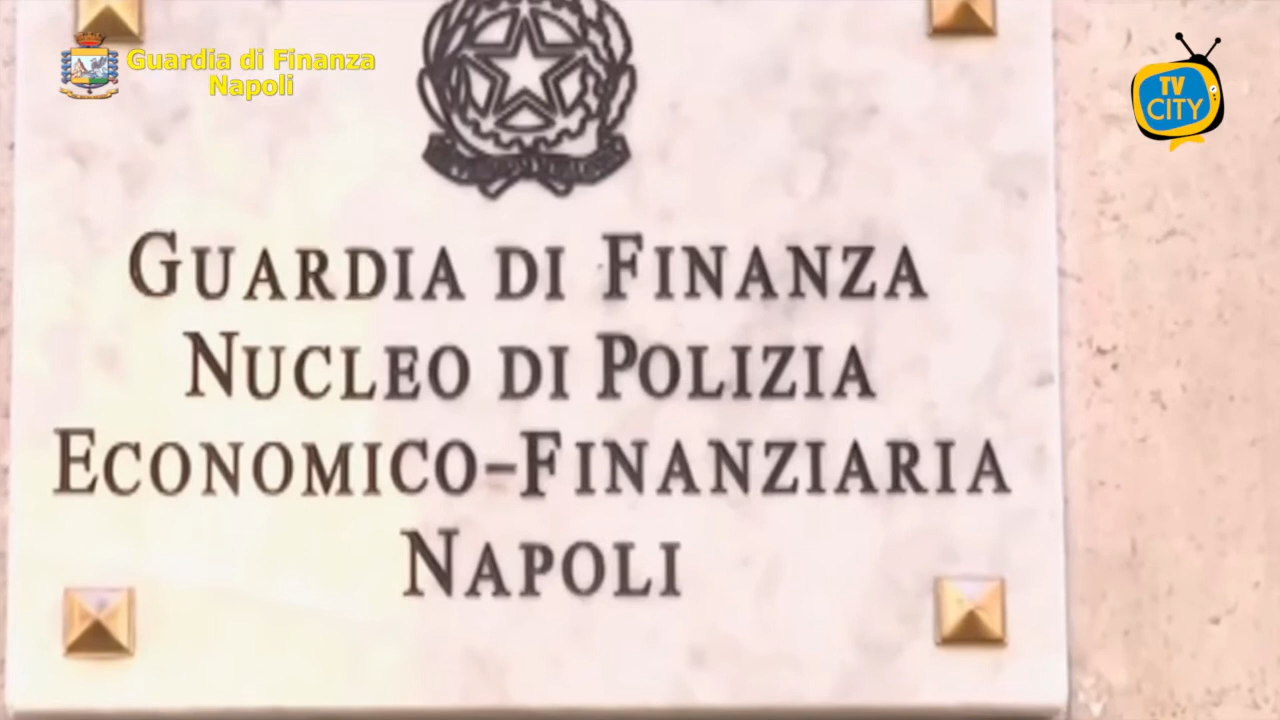 Guardia di Finanza
Napoli
TV
CITY
GUARDIA DI FINANZA
NUCLEO DI POLIZIA
ECONOMICO-FINANZIARIA
NAPOLI